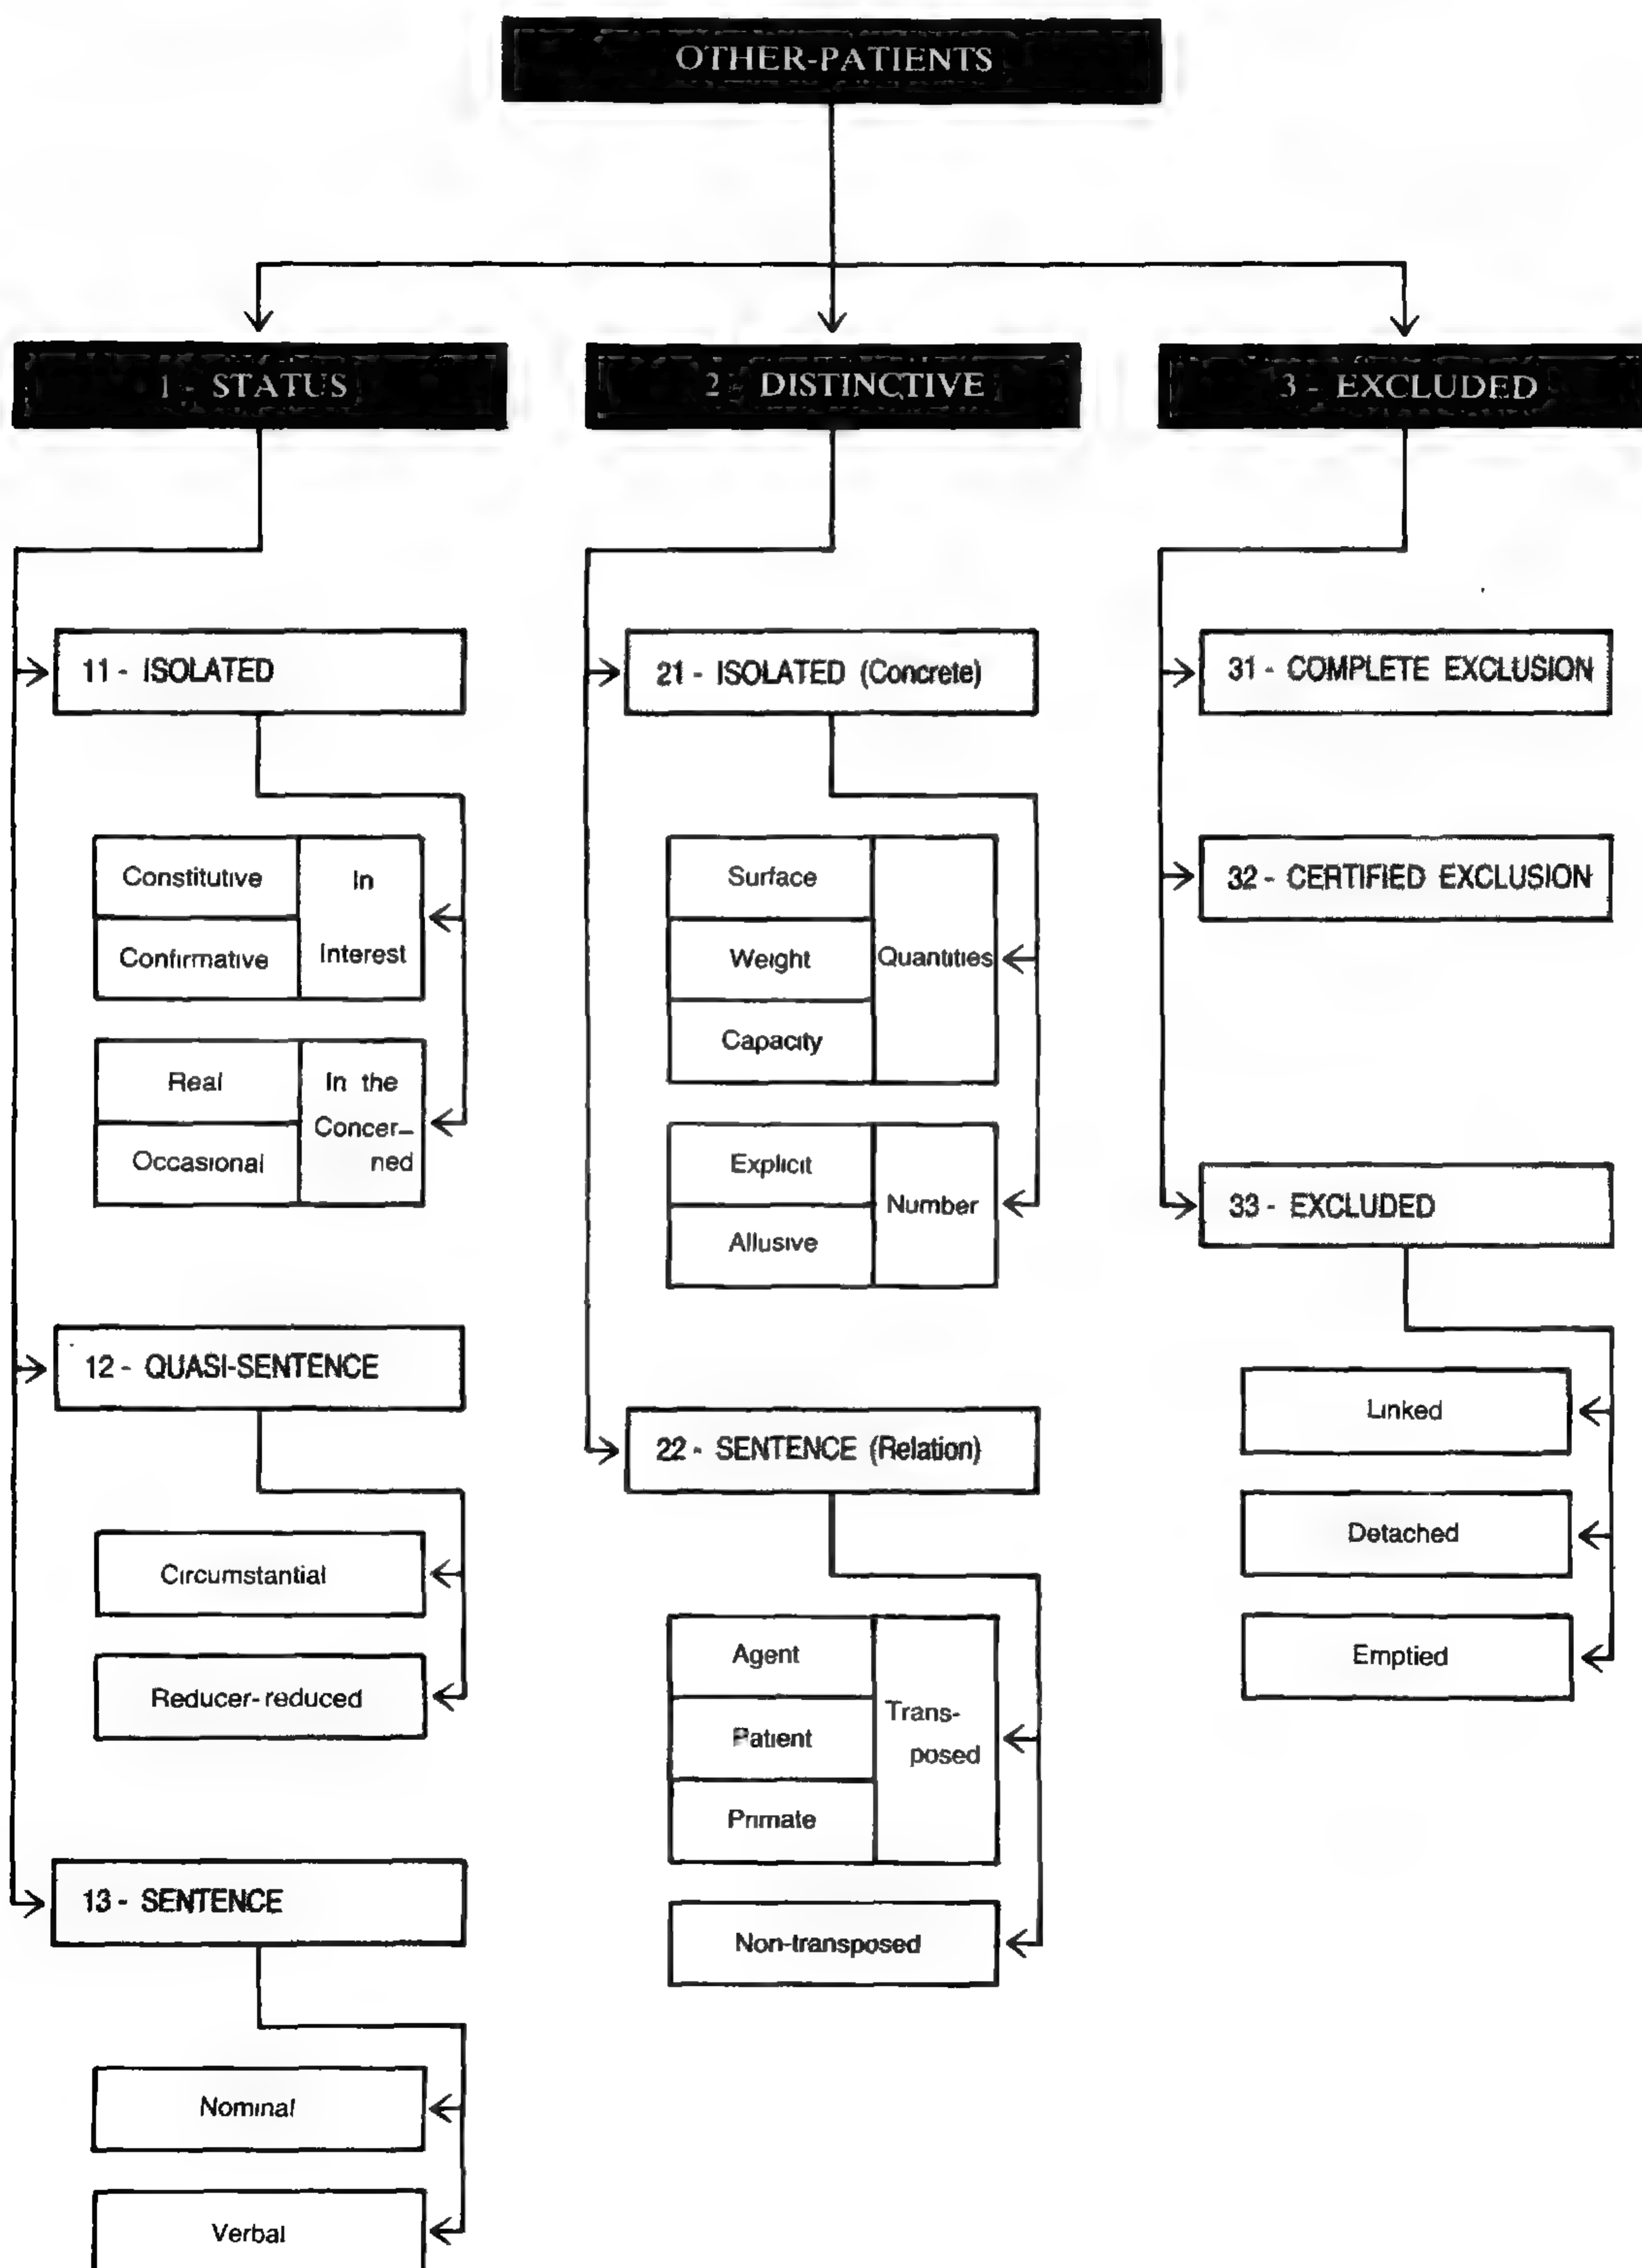 OTHER-PATIENTS
1 - STATUS
2 - DISTINCTIVE
3 - EXCLUDED
11 - ISOLATED
Constitutive
Confirmative
In
Interest
Real
Occasional
In the
Concer-
ned
12 - QUASI-SENTENCE
Circumstantial
Reducer-reduced
13 - SENTENCE
Nominal
Verbal
21 - ISOLATED (Concrete)
Surface
Weight
Capacity
Quantities
Explicit
Allusive
Number
22 - SENTENCE (Relation)
Agent
Patient
Primate
Trans-
posed
Non-transposed
31 - COMPLETE EXCLUSION
32 - CERTIFIED EXCLUSION
33 - EXCLUDED
Linked
Detached
Emptied